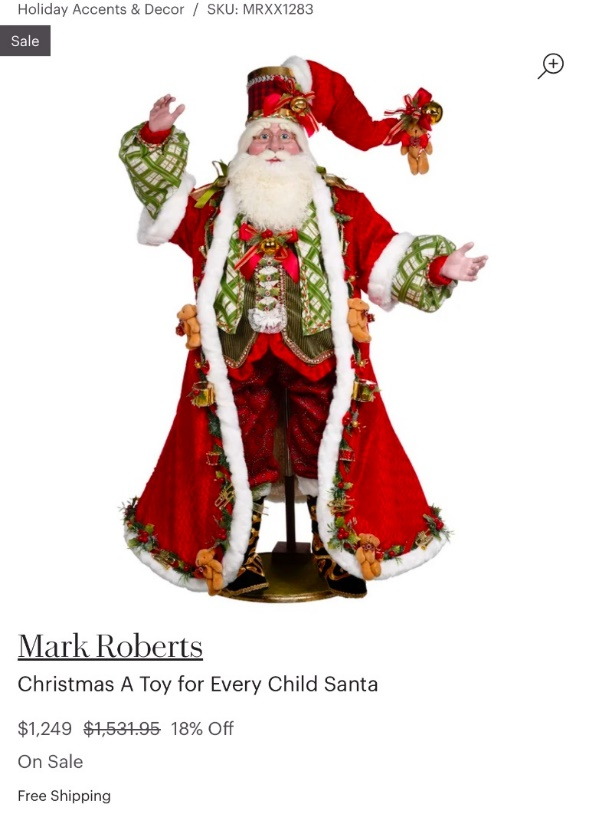 Holiday Accents & Decor / SKU: MRXX1283
Sale
Mark Roberts
Christmas A Toy for Every Child Santa
$1,249 $1,531.95 18% Off
On Sale
Free Shipping